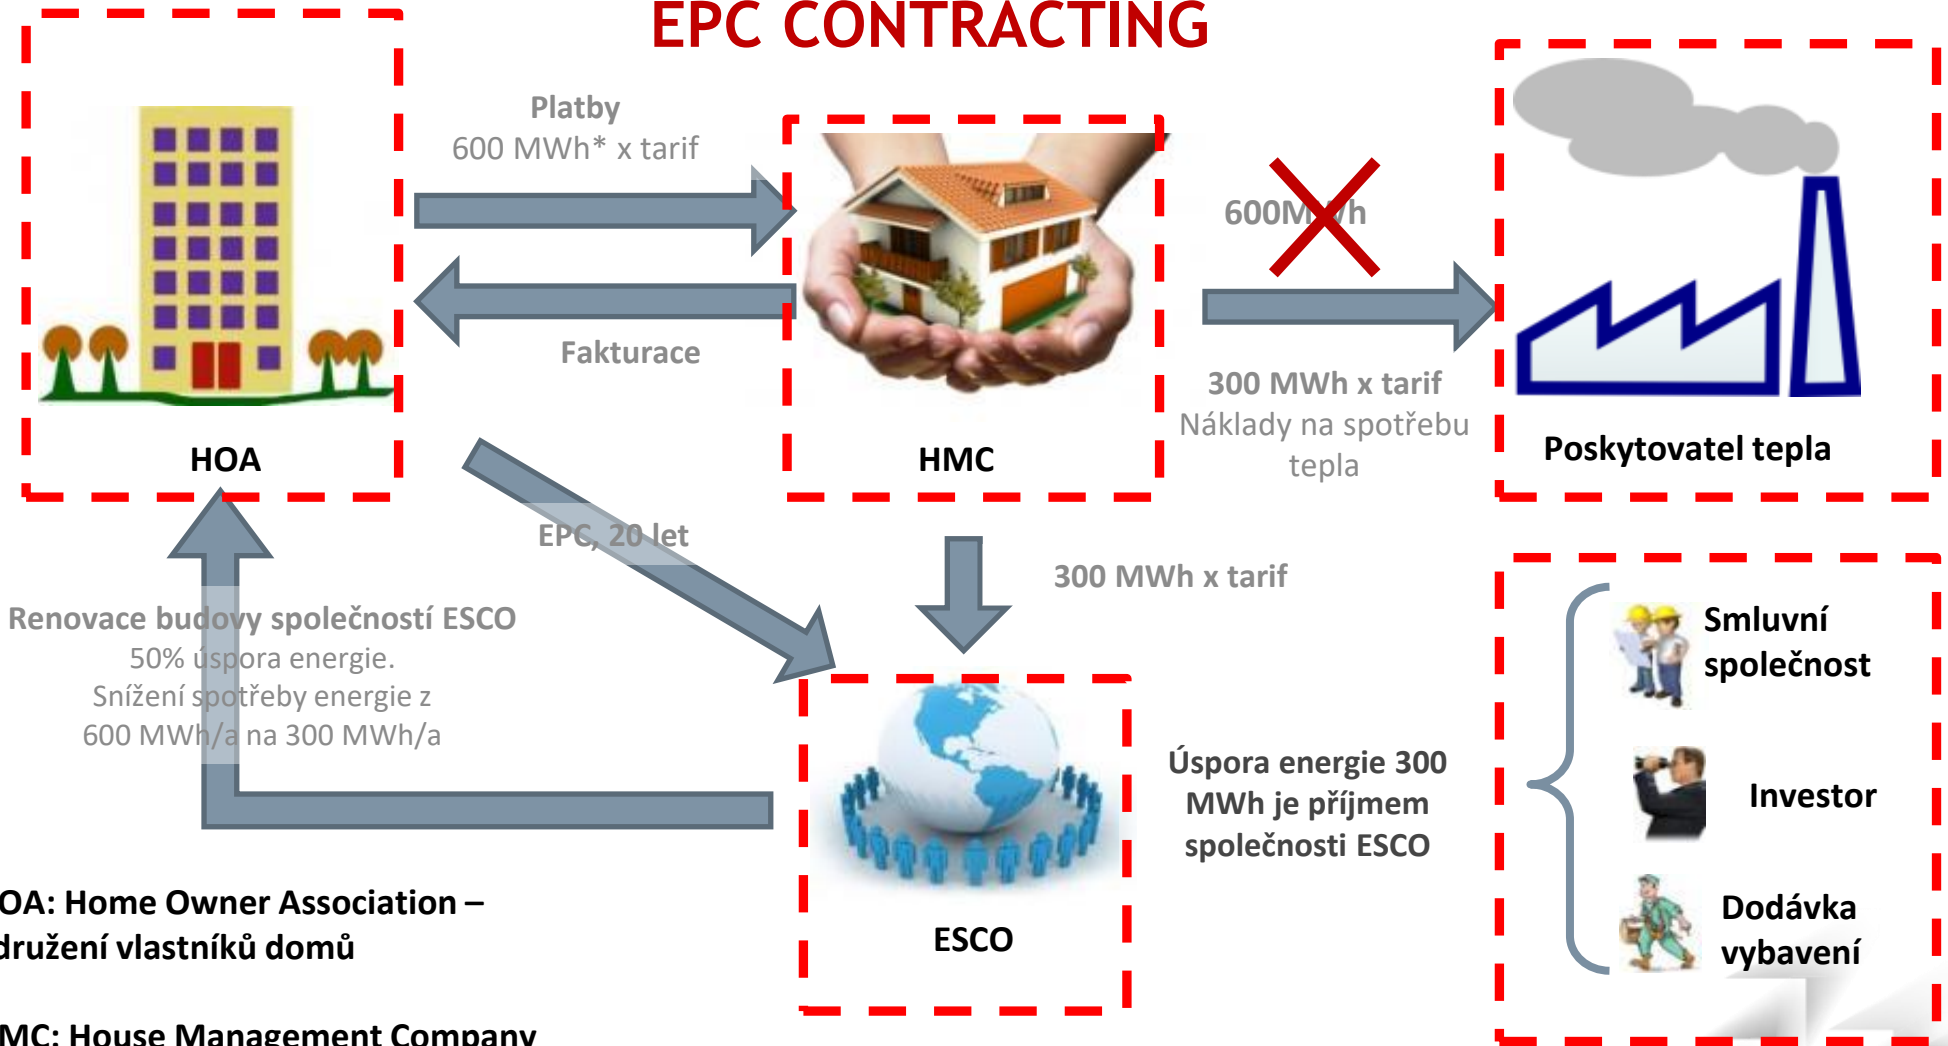 EPC CONTRACTING
Platby
600 MWh* x tarif
Fakturace
HOA
HMC
600MWh
300 MWh x tarif
Náklady na spotřebu
tepla
Poskytovatel tepla
EPC, 20 let
300 MWh x tarif
Renovace budovy společností ESCO
50% úspora energie.
Snížení spotřeby energie z
600 MWh/a na 300 MWh/a
ESCO
Úspora energie 300
MWh je příjmem
společnosti ESCO
Smluvní
společnost
Investor
Dodávka
vybavení
OA: Home Owner Association –
družení vlastníků domů
MC: House Management Company